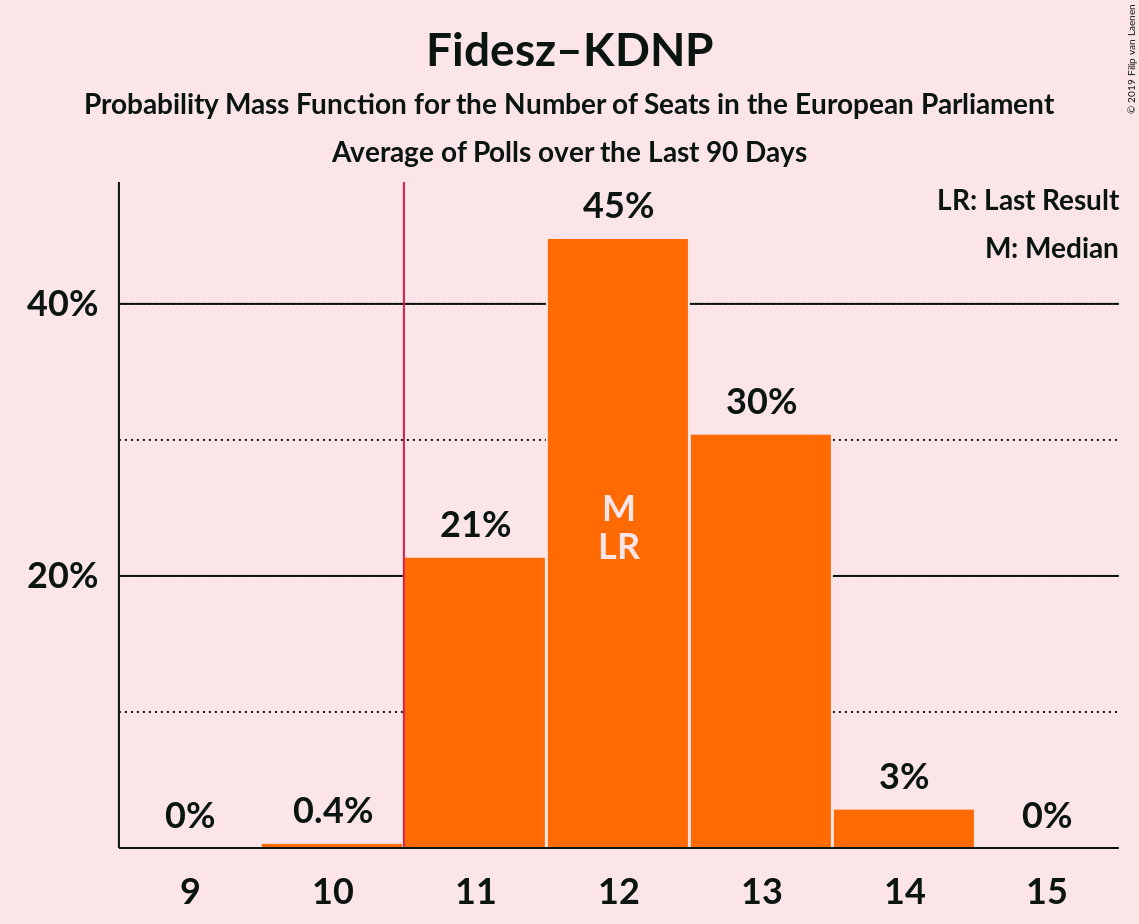 Fidesz–KDNP
Probability Mass Function for the Number of Seats in the European Parliament
Average of Polls over the Last 90 Days
© 2019 Filip van Laenen
LR: Last Result
M: Median
45%
40%
30%
21%
M
LR
20%
3%
0%
0.4%
0%
9
10
11
12
13
14
15